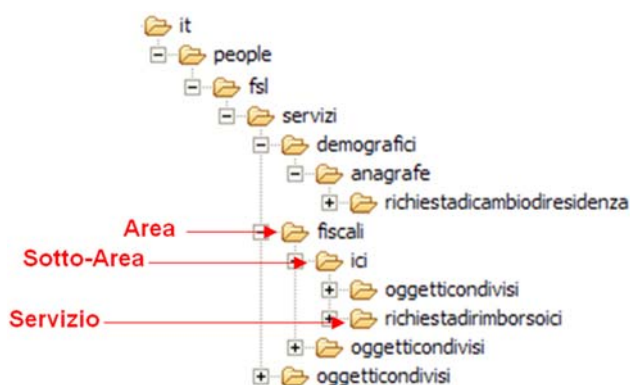 it
people
fsl
servizi
demografici
anagrafe
richiestadicambiodiresidenza
Area fiscali
Sotto-Area ici
oggetticondivisi
Servizio richiestadirimborsoici
oggetticondivisi
oggetticondivisi